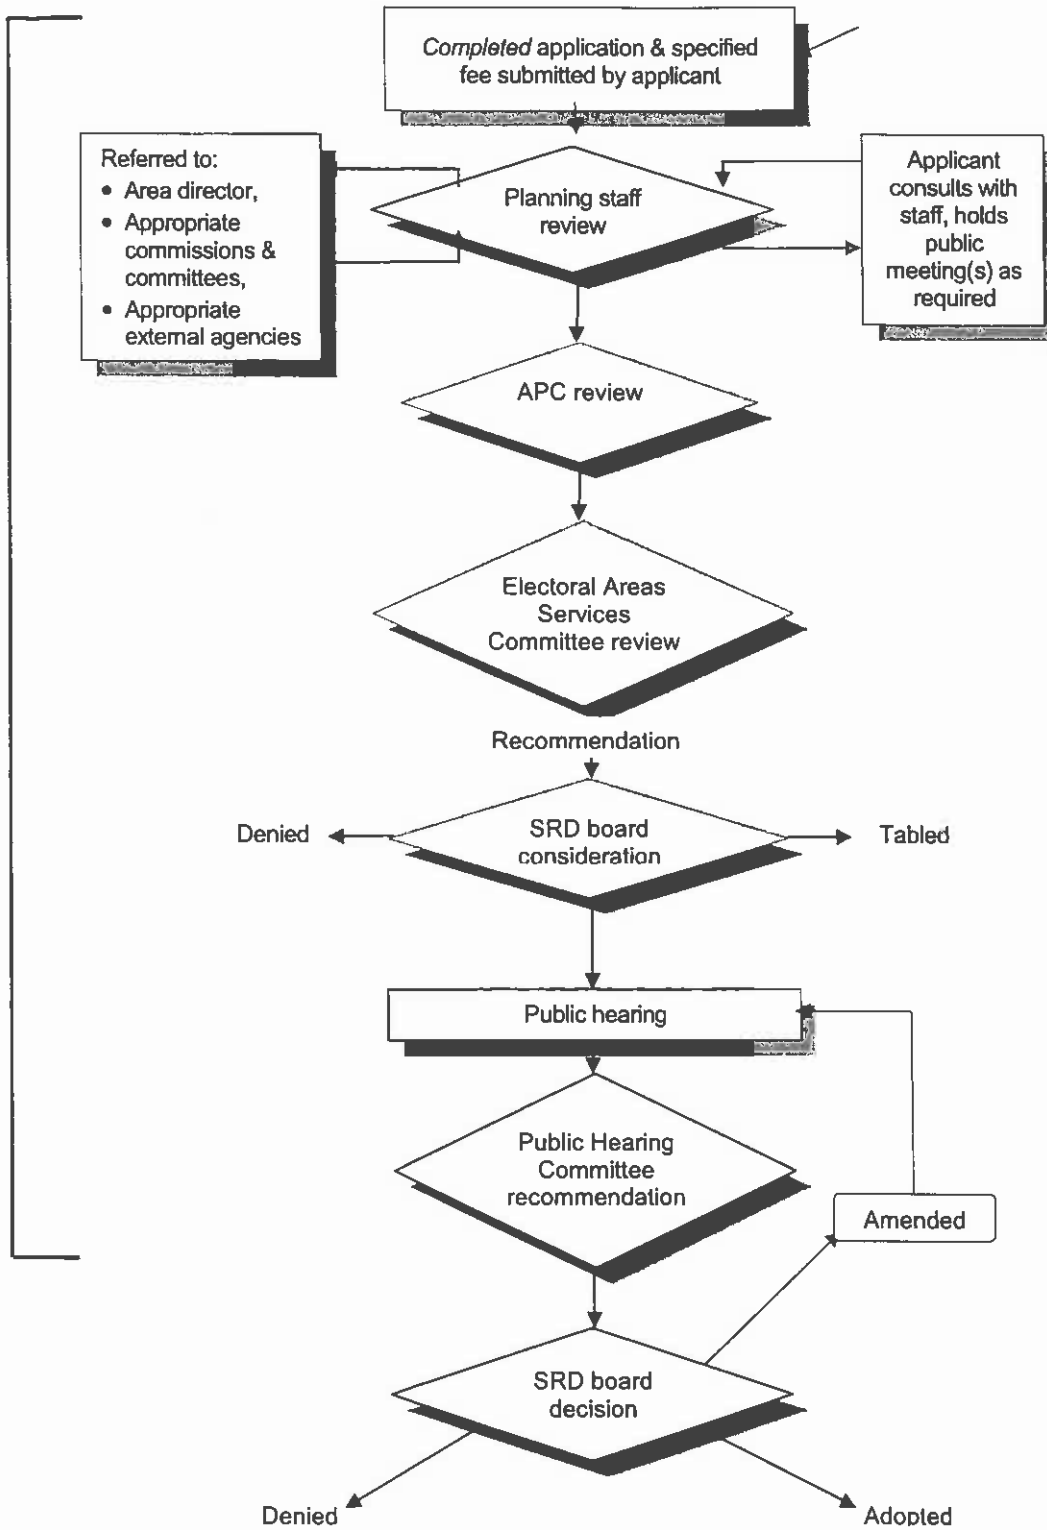 Completed application & specified
fee submitted by applicant
Referred to:
• Area director,
• Appropriate
commissions &
committees,
• Appropriate
external agencies
Planning staff
review
Applicant
consults with
staff, holds
public
meeting(s) as
required
APC review
Electoral Areas
Services
Committee review
Recommendation
Denied
SRD board
consideration
Tabled
Public hearing
Public Hearing
Committee
recommendation
Amended
SRD board
decision
Denied
Adopted